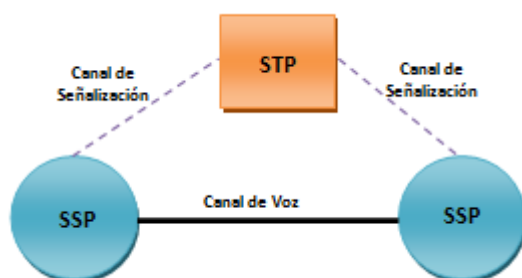 STP
Canal de
Señalización
Canal de
Señalización
Canal de Voz
SSP
SSP